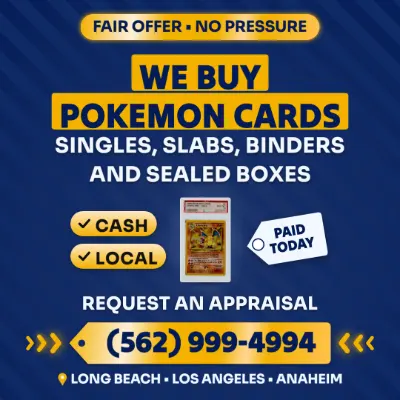 FAIR OFFER • NO PRESSURE
WE BUY
POKEMON CARDS
SINGLES, SLABS, BINDERS
AND SEALED BOXES
✓ CASH
✓ LOCAL
PAID
TODAY
REQUEST AN APPRAISAL
(562) 999-4994
LONG BEACH • LOS ANGELES • ANAHEIM